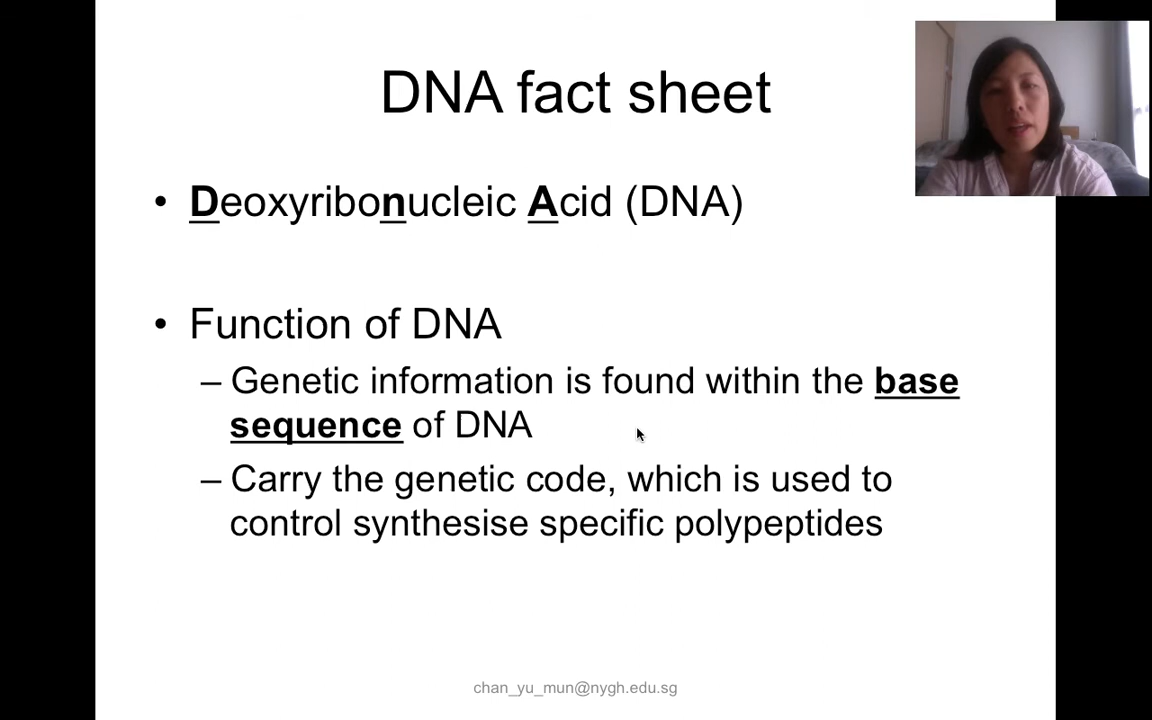 DNA fact sheet
• Deoxyribonucleic Acid (DNA)
• Function of DNA
– Genetic information is found within the base
sequence of DNA
– Carry the genetic code, which is used to
control synthesise specific polypeptides
chan_yu_mun@nygh.edu.sg